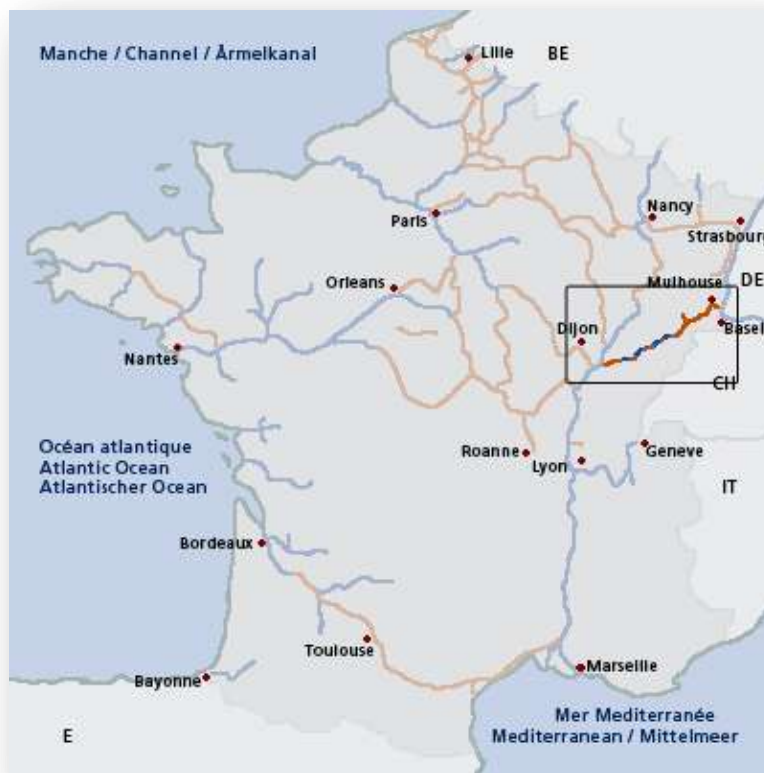 Manche / Channel / Årmelkanal
Lille
BE
Nancy
Paris
Strasbourg
Orleans
Mulhouse
DE
Dijon
Basel
Nantes
CH
Océan atlantique
Atlantic Ocean
Atlantischer Ocean
Roanne
Lyon
Geneve
IT
Bordeaux
Toulouse
Marseille
Bayonne
Mer Mediterranée
Mediterranean / Mittelmeer
E